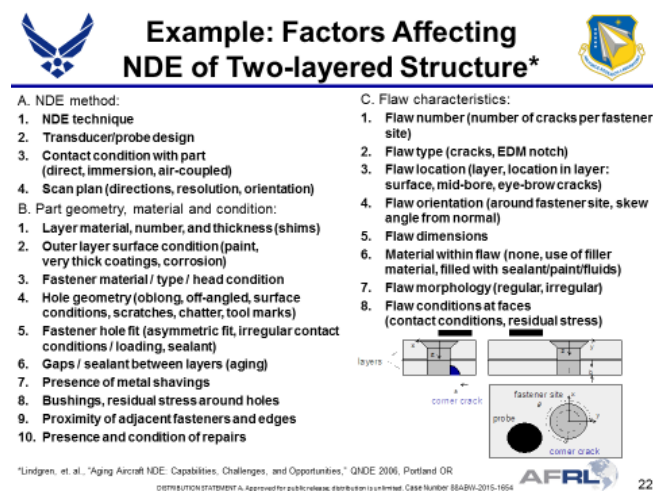 Example: Factors Affecting
NDE of Two-layered Structure*
A. NDE method:
1. NDE technique
2. Transducer/probe design
3. Contact condition with part
(direct, immersion, air-coupled)
4. Scan plan (directions, resolution, orientation)
B. Part geometry, material and condition:
1. Layer material, number, and thickness (shims)
2. Outer layer surface condition (paint,
very thick coatings, corrosion)
3. Fastener material / type / head condition
4. Hole geometry (oblong, off-angled, surface
conditions, scratches, chatter, tool marks)
5. Fastener hole fit (asymmetric fit, irregular contact
conditions / loading, sealant)
6. Gaps / sealant between layers (aging)
7. Presence of metal shavings
8. Bushings, residual stress around holes
9. Proximity of adjacent fasteners and edges
10. Presence and condition of repairs
C. Flaw characteristics:
1. Flaw number (number of cracks per fastener
site)
2. Flaw type (cracks, EDM notch)
3. Flaw location (layer, location in layer:
surface, mid-bore, eye-brow cracks)
4. Flaw orientation (around fastener site, skew
angle from normal)
5. Flaw dimensions
6. Material within flaw (none, use of filler
material, filled with sealant/paint/fluids)
7. Flaw morphology (regular, irregular)
8. Flaw conditions at faces
(contact conditions, residual stress)
layers
corner crack
fastener site
probe
corner crack
*Lindgren, et. al., "Aging Aircraft NDE: Capabilities, Challenges, and Opportunities," QNDE 2006, Portland OR
DISTRIBUTION STATEMENT A. Approved for public release; distribution is unlimited. Case Number 88ABW-2015-1654
AFRL
22